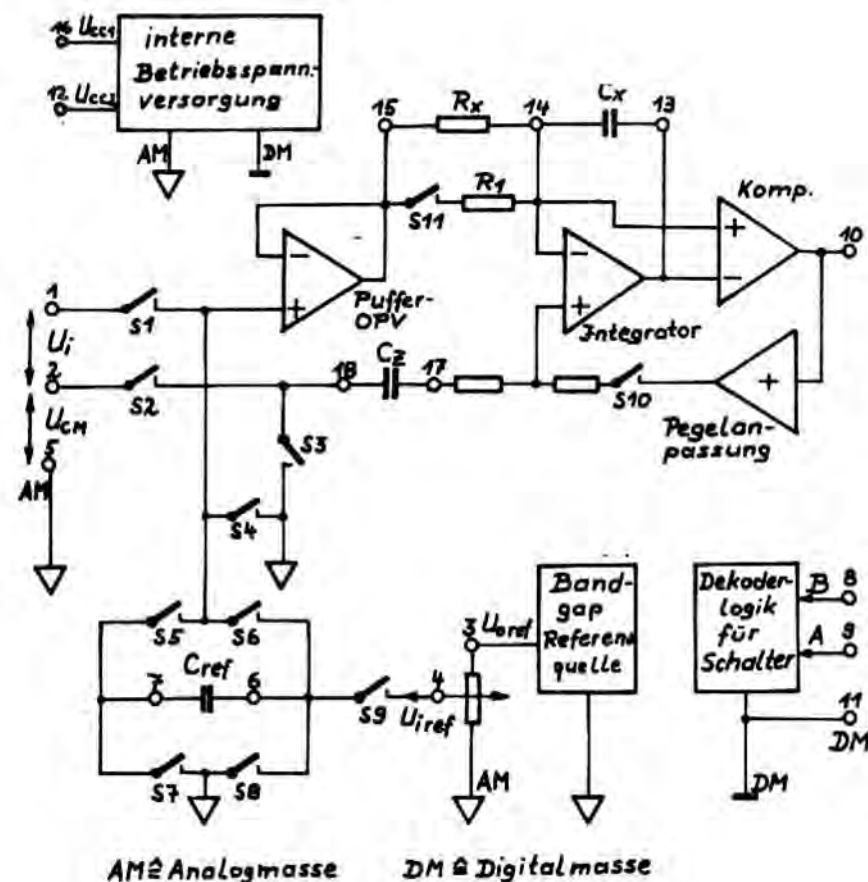 16 Ucc1
interne
Betriebsspann.-
versorgung
12 Ucc2
AM
DM
15
Rx
14
Cx
13
S11
R1
Komp.
10
+
-
-
+
Puffer-
OPV
-
+
Integrator
1
S1
Ui
2
S2
18
Cz
17
S10
+
Pegelan-
passung
UCM
5
AM
S3
S4
S5
S6
7
Cref
6
S7
S8
S9
4
Uiref
3
Uoref
AM
Band-
gap
Referenz
quelle
Dekoder-
logik
für
Schalter
B
8
A
9
11
DM
DM
AM≙Analogmasse
DM≙Digitalmasse